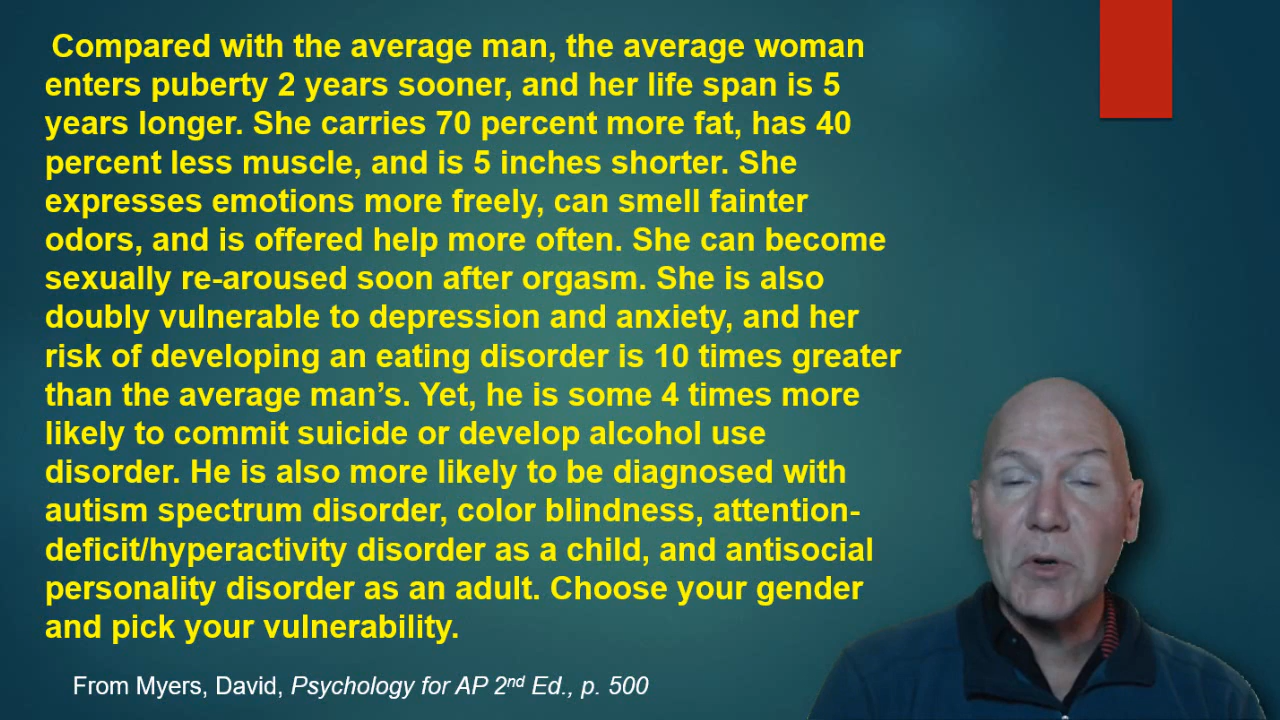 Compared with the average man, the average woman
enters puberty 2 years sooner, and her life span is 5
years longer. She carries 70 percent more fat, has 40
percent less muscle, and is 5 inches shorter. She
expresses emotions more freely, can smell fainter
odors, and is offered help more often. She can become
sexually re-aroused soon after orgasm. She is also
doubly vulnerable to depression and anxiety, and her
risk of developing an eating disorder is 10 times greater
than the average man’s. Yet, he is some 4 times more
likely to commit suicide or develop alcohol use
disorder. He is also more likely to be diagnosed with
autism spectrum disorder, color blindness, attention-
deficit/hyperactivity disorder as a child, and antisocial
personality disorder as an adult. Choose your gender
and pick your vulnerability.
From Myers, David, Psychology for AP 2nd Ed., p. 500